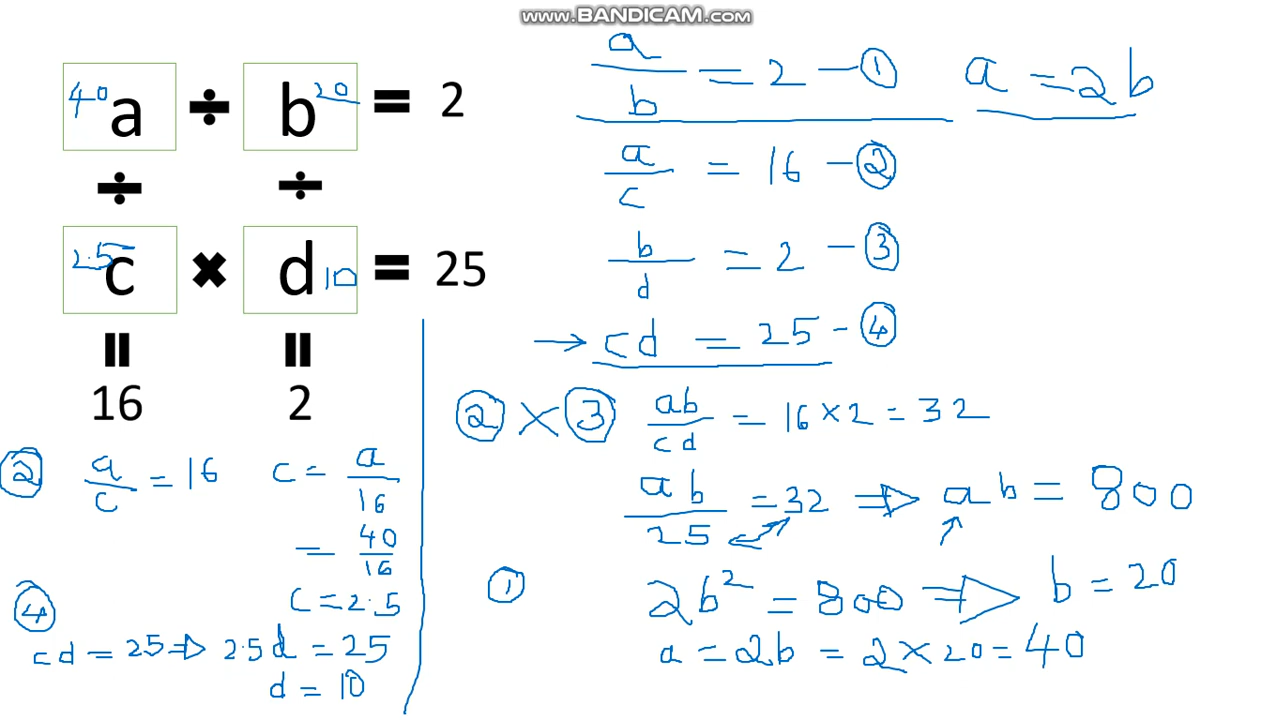 www.BANDICAM.com
40 a ÷ b 20 = 2
÷ ÷
2.5 c × d 10 = 25
= =
16 2
a/b = 2 — ① a = 2b
a/c = 16 — ②
b/d = 2 — ③
→ cd = 25 - ④
② × ③ ab/cd = 16 × 2 = 32
ab/25 = 32 ⇒ ab = 800
① 2b² = 800 ⇒ b = 20
a = 2b = 2 × 20 = 40
② a/c = 16 c = a/16
= 40/16
c = 2.5
④ cd = 25 ⇒ 2.5d = 25
d = 10